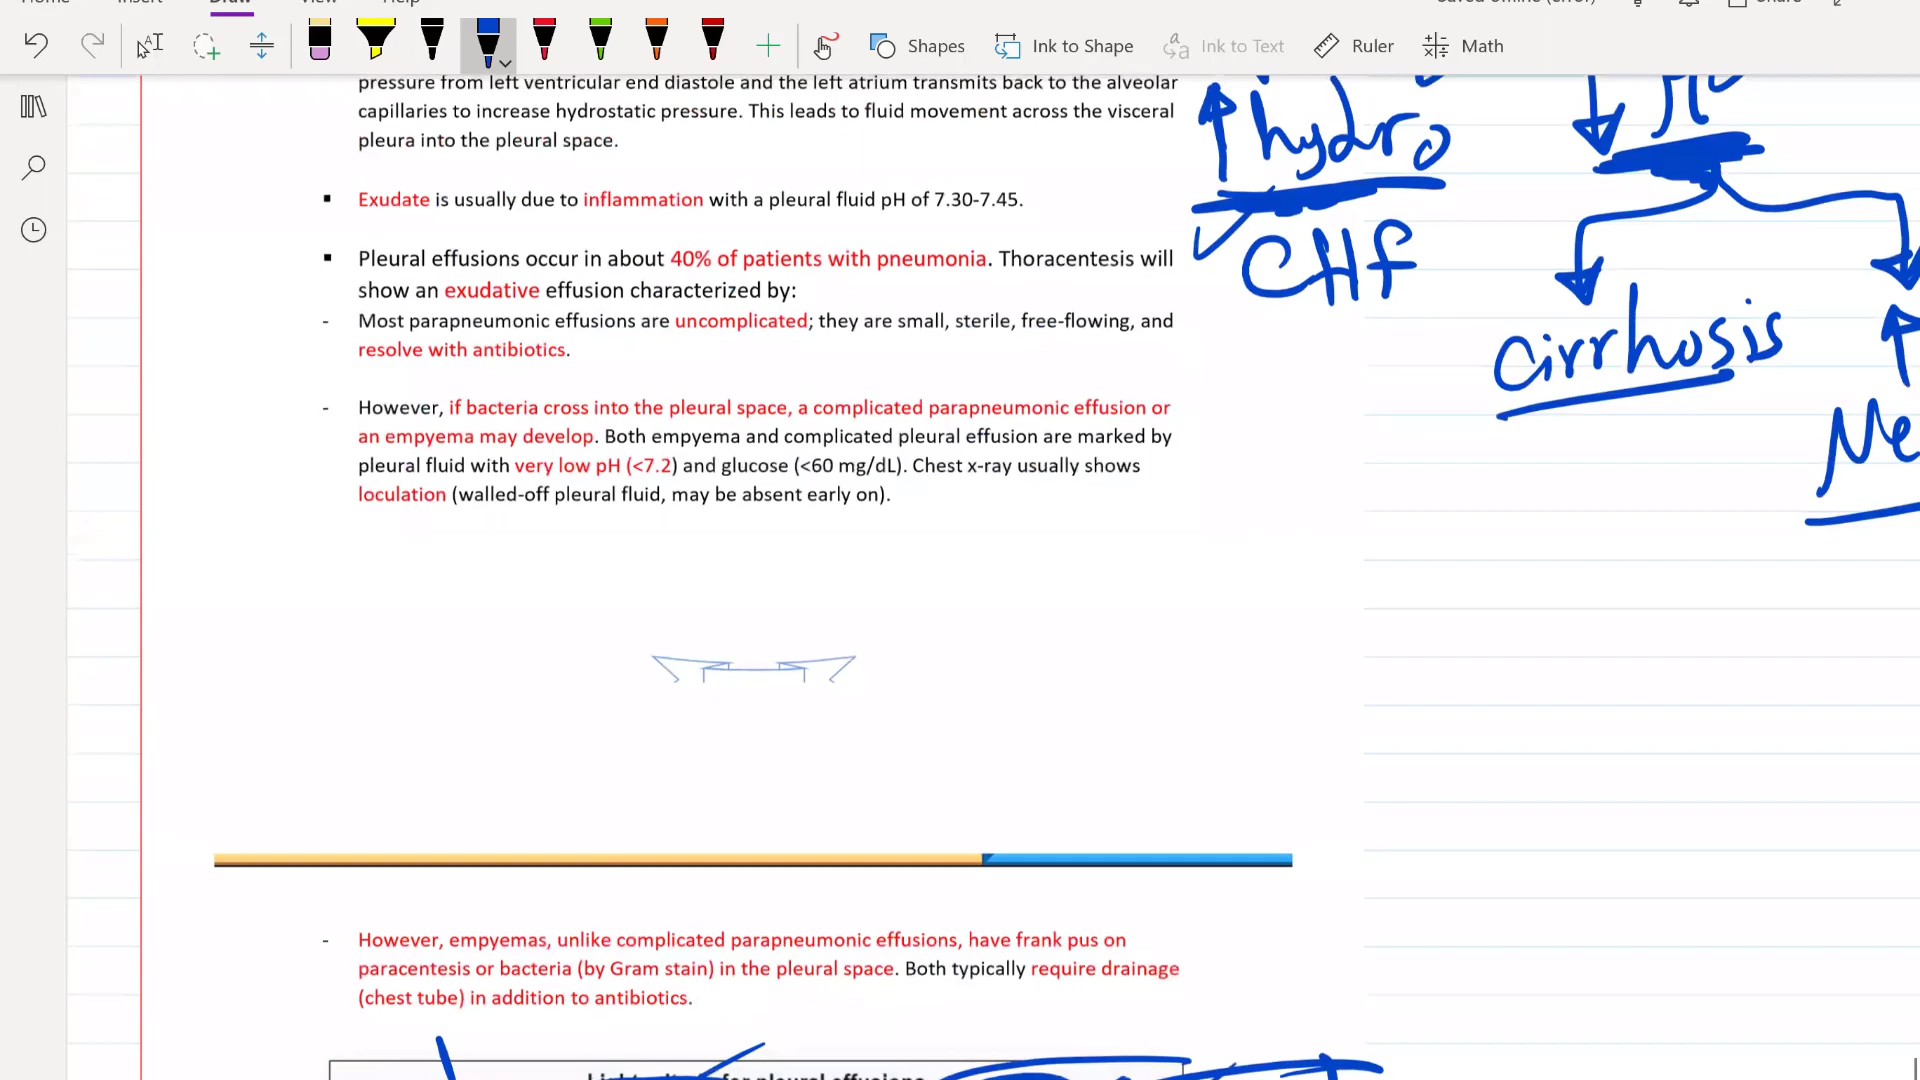 Draw
Help
Shapes
Ink to Shape
Ink to Text
Ruler
Math
pressure from left ventricular end diastole and the left atrium transmits back to the alveolar
capillaries to increase hydrostatic pressure. This leads to fluid movement across the visceral
pleura into the pleural space.
▪ Exudate is usually due to inflammation with a pleural fluid pH of 7.30-7.45.
▪ Pleural effusions occur in about 40% of patients with pneumonia. Thoracentesis will
show an exudative effusion characterized by:
- Most parapneumonic effusions are uncomplicated; they are small, sterile, free-flowing, and
resolve with antibiotics.
- However, if bacteria cross into the pleural space, a complicated parapneumonic effusion or
an empyema may develop. Both empyema and complicated pleural effusion are marked by
pleural fluid with very low pH (<7.2) and glucose (<60 mg/dL). Chest x-ray usually shows
loculation (walled-off pleural fluid, may be absent early on).
- However, empyemas, unlike complicated parapneumonic effusions, have frank pus on
paracentesis or bacteria (by Gram stain) in the pleural space. Both typically require drainage
(chest tube) in addition to antibiotics.
for pleural effusions
↑ hydro
CHF
cirrhosis
↑
Ne